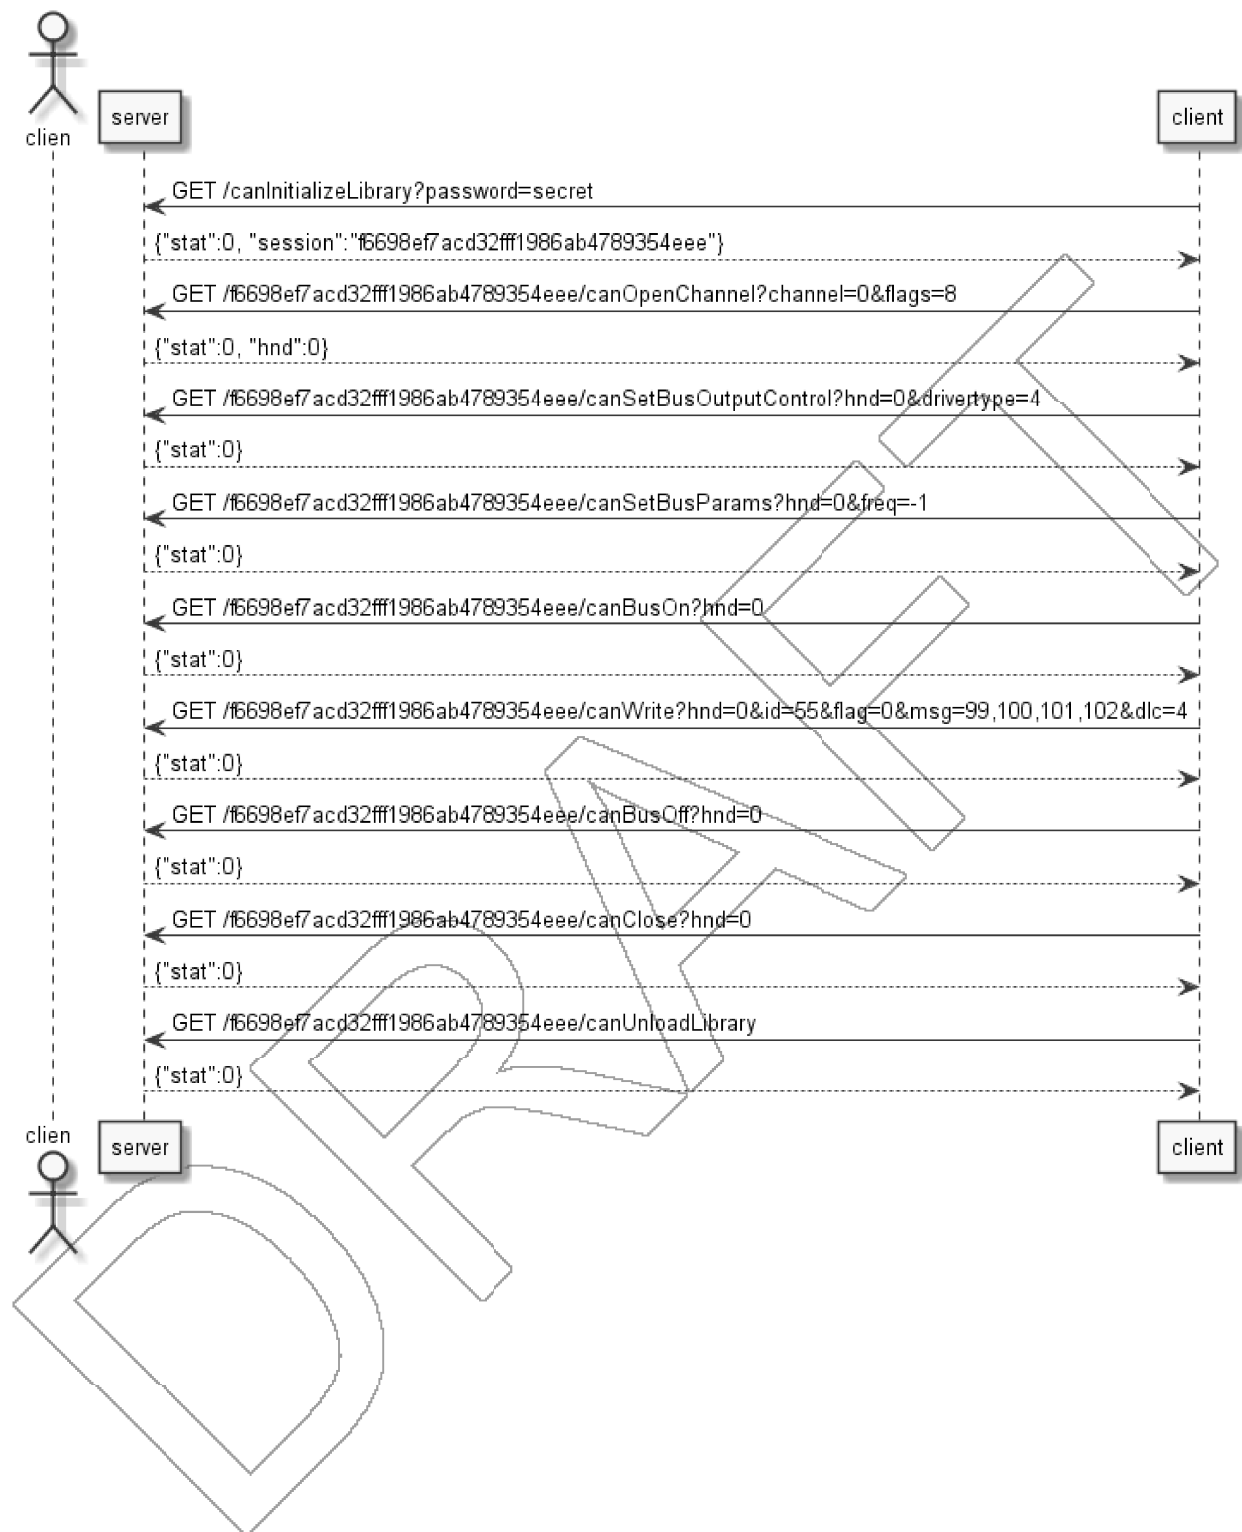 clien
server
client
GET /canInitializeLibrary?password=secret
{"stat":0, "session":"f6698ef7acd32fff1986ab4789354eee"}
GET /f6698ef7acd32fff1986ab4789354eee/canOpenChannel?channel=0&flags=8
{"stat":0, "hnd":0}
GET /f6698ef7acd32fff1986ab4789354eee/canSetBusOutputControl?hnd=0&drivertype=4
{"stat":0}
GET /f6698ef7acd32fff1986ab4789354eee/canSetBusParams?hnd=0&freq=-1
{"stat":0}
GET /f6698ef7acd32fff1986ab4789354eee/canBusOn?hnd=0
{"stat":0}
GET /f6698ef7acd32fff1986ab4789354eee/canWrite?hnd=0&id=55&flag=0&msg=99,100,101,102&dlc=4
{"stat":0}
GET /f6698ef7acd32fff1986ab4789354eee/canBusOff?hnd=0
{"stat":0}
GET /f6698ef7acd32fff1986ab4789354eee/canClose?hnd=0
{"stat":0}
GET /f6698ef7acd32fff1986ab4789354eee/canUnloadLibrary
{"stat":0}
clien
server
client
DRAFT